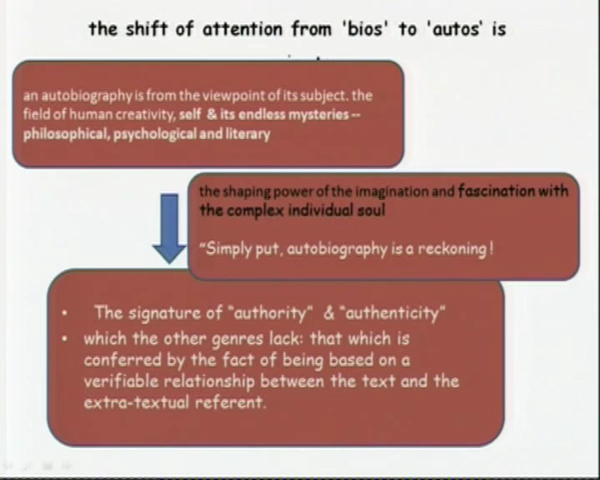 the shift of attention from 'bios' to 'autos' is
an autobiography is from the viewpoint of its subject. the
field of human creativity, self & its endless mysteries --
philosophical, psychological and literary
the shaping power of the imagination and fascination with
the complex individual soul
"Simply put, autobiography is a reckoning!
• The signature of "authority" & "authenticity"
• which the other genres lack: that which is
conferred by the fact of being based on a
verifiable relationship between the text and the
extra-textual referent.